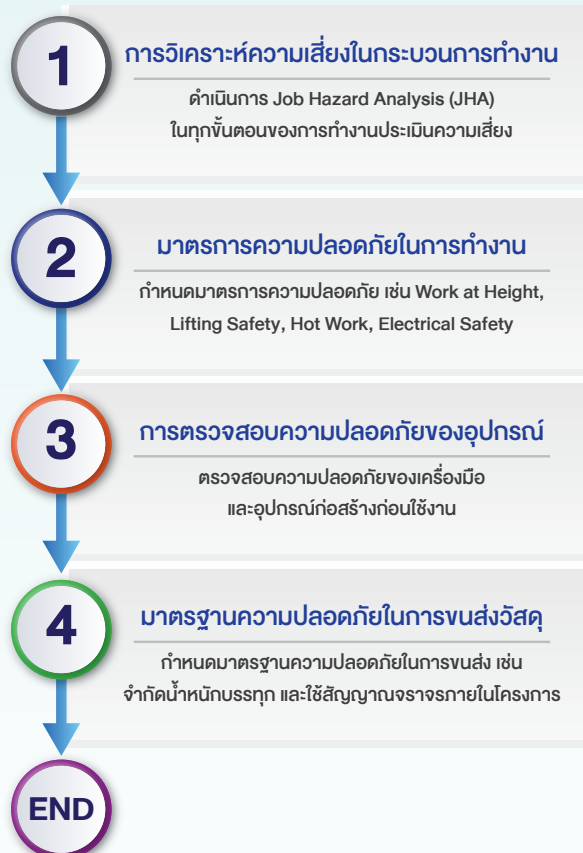 1
การวิเคราะห์ความเสี่ยงในกระบวนการทำงาน
ดำเนินการ Job Hazard Analysis (JHA)
ในทุกขั้นตอนของการทำงานประเมินความเสี่ยง
2
มาตรการความปลอดภัยในการทำงาน
กำหนดมาตรการความปลอดภัย เช่น Work at Height,
Lifting Safety, Hot Work, Electrical Safety
3
การตรวจสอบความปลอดภัยของอุปกรณ์
ตรวจสอบความปลอดภัยของเครื่องมือ
และอุปกรณ์ก่อสร้างก่อนใช้งาน
4
มาตรฐานความปลอดภัยในการขนส่งวัสดุ
กำหนดมาตรฐานความปลอดภัยในการขนส่ง เช่น
จำกัดน้ำหนักบรรทุก และใช้สัญญาณจราจรภายในโครงการ
END